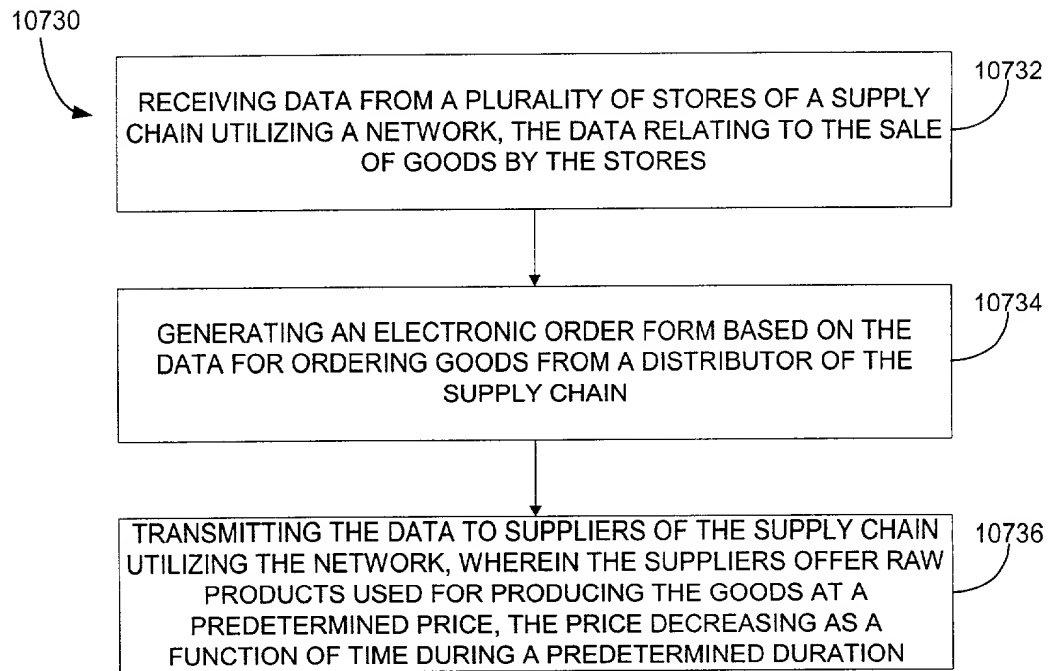 10730
10732
RECEIVING DATA FROM A PLURALITY OF STORES OF A SUPPLY
CHAIN UTILIZING A NETWORK, THE DATA RELATING TO THE SALE
OF GOODS BY THE STORES
10734
GENERATING AN ELECTRONIC ORDER FORM BASED ON THE
DATA FOR ORDERING GOODS FROM A DISTRIBUTOR OF THE
SUPPLY CHAIN
10736
TRANSMITTING THE DATA TO SUPPLIERS OF THE SUPPLY CHAIN
UTILIZING THE NETWORK, WHEREIN THE SUPPLIERS OFFER RAW
PRODUCTS USED FOR PRODUCING THE GOODS AT A
PREDETERMINED PRICE, THE PRICE DECREASING AS A
FUNCTION OF TIME DURING A PREDETERMINED DURATION